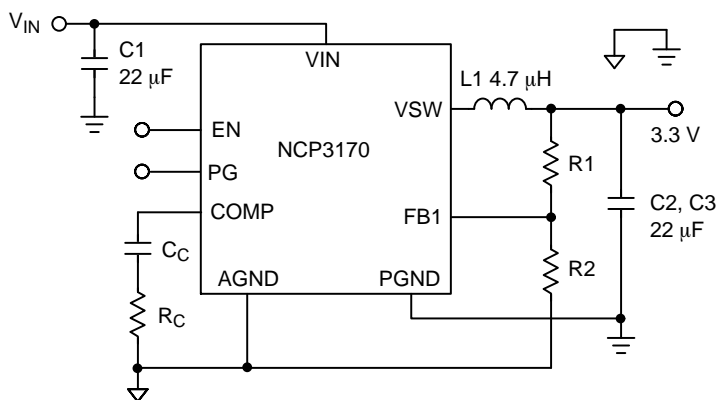 VIN
C1
22 μF
VIN
EN
PG
COMP
CC
RC
AGND
NCP3170
VSW
FB1
PGND
L1 4.7 μH
R1
R2
3.3 V
C2, C3
22 μF